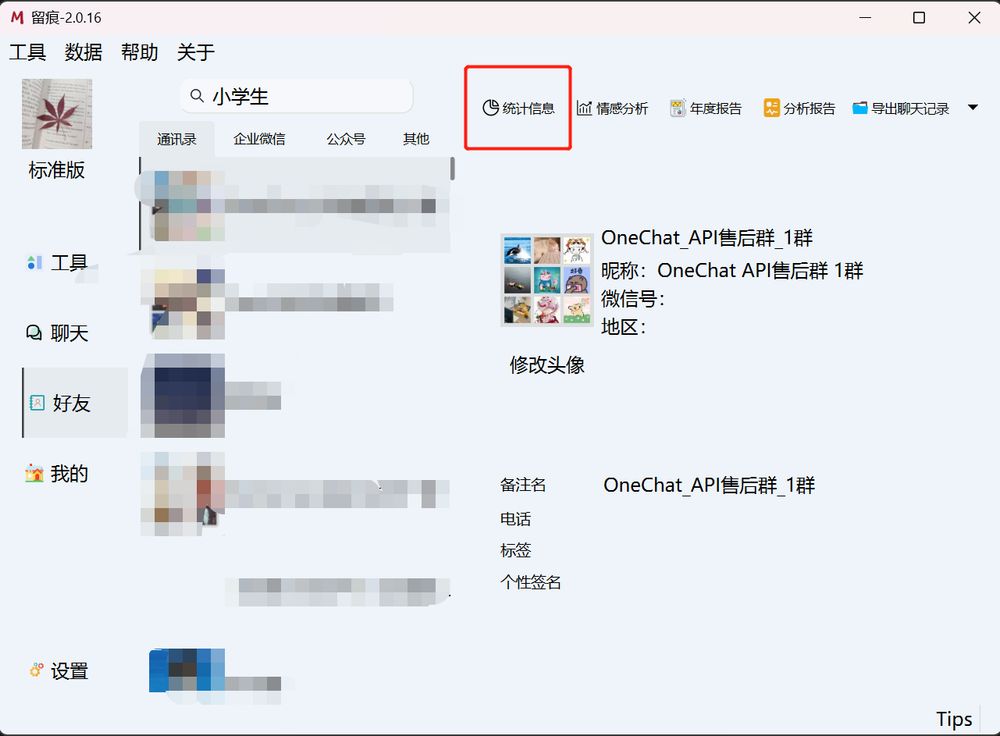 M 留痕-2.0.16
工具 数据 帮助 关于
小学生
统计信息 情感分析 年度报告 分析报告 导出聊天记录
通讯录 企业微信 公众号 其他
标准版
工具
聊天
好友
我的
设置
OneChat_API售后群_1群
昵称：OneChat API售后群 1群
微信号：
地区：
修改头像
备注名 OneChat_API售后群_1群
电话
标签
个性签名
Tips